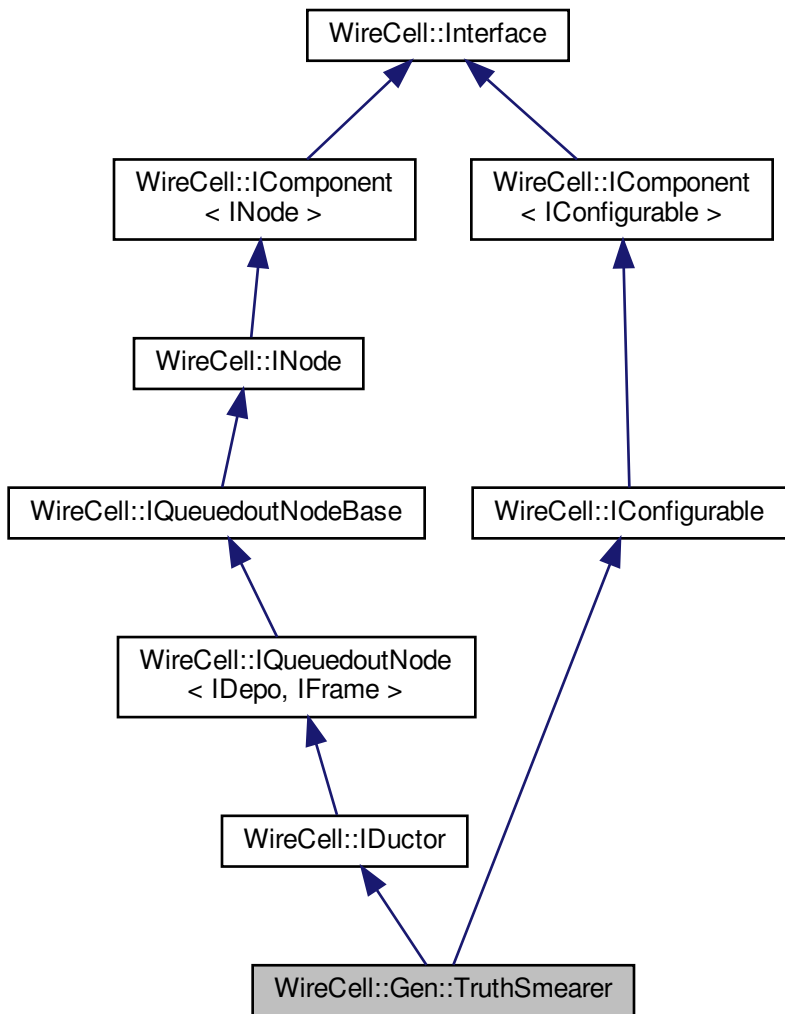 WireCell::Interface
WireCell::IComponent
< INode >
WireCell::IComponent
< IConfigurable >
WireCell::INode
WireCell::IQueuedoutNodeBase
WireCell::IConfigurable
WireCell::IQueuedoutNode
< IDepo, IFrame >
WireCell::IDuctor
WireCell::Gen::TruthSmearer